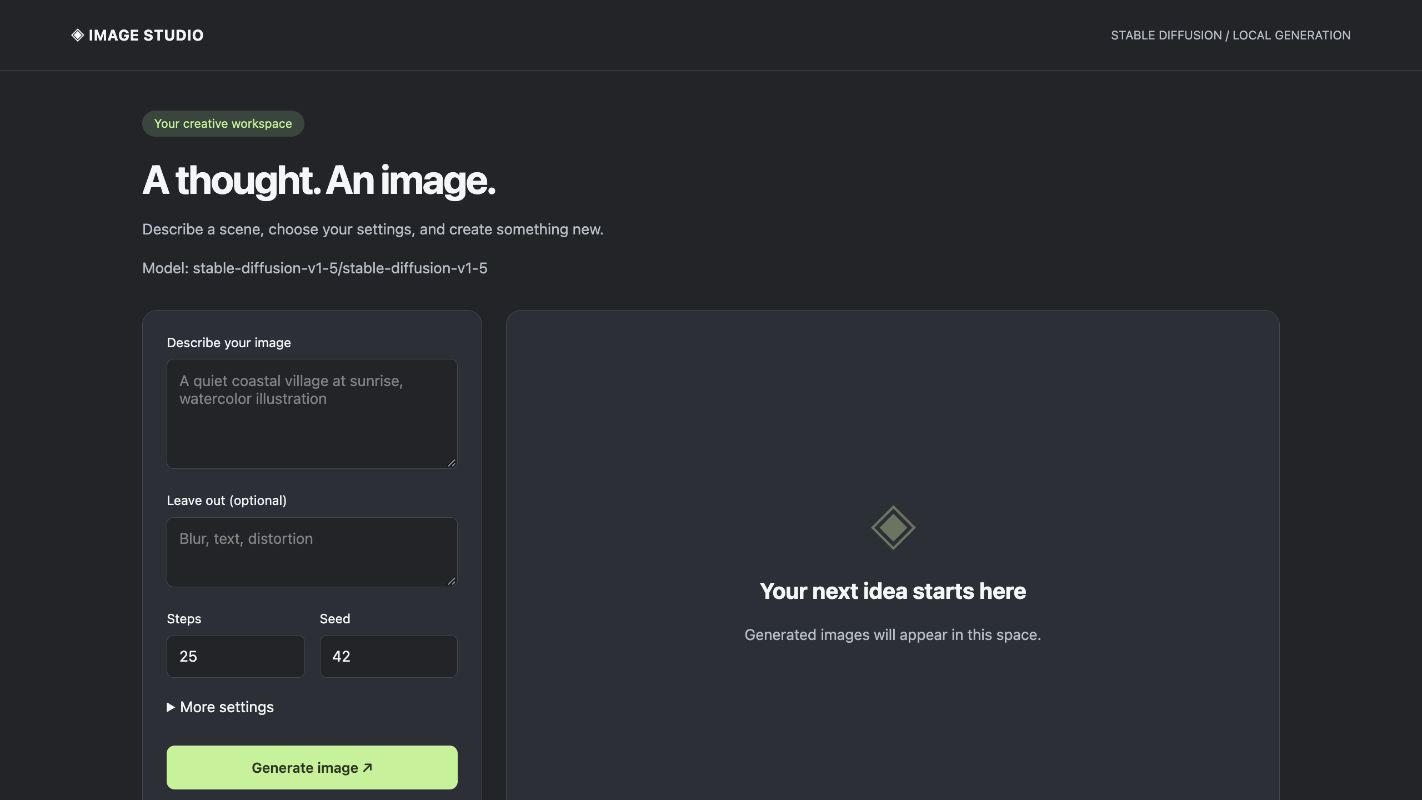 IMAGE STUDIO
STABLE DIFFUSION / LOCAL GENERATION
Your creative workspace
A thought. An image.
Describe a scene, choose your settings, and create something new.
Model: stable-diffusion-v1-5/stable-diffusion-v1-5
Describe your image
A quiet coastal village at sunrise,
watercolor illustration
Leave out (optional)
Blur, text, distortion
Steps
Seed
25
42
More settings
Generate image ↗
Your next idea starts here
Generated images will appear in this space.